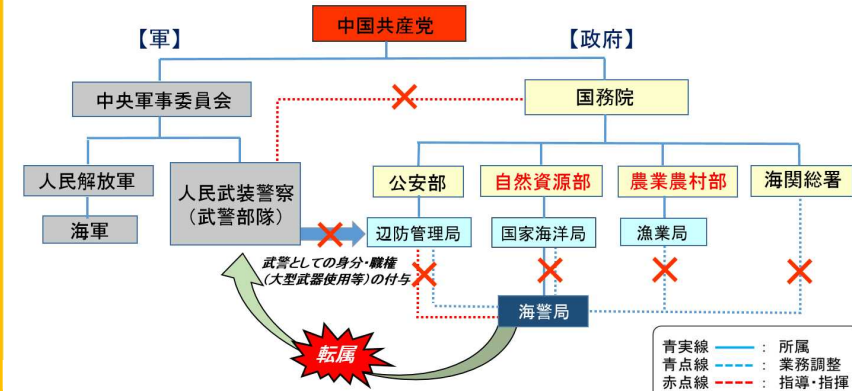 中国共産党
【軍】
【政府】
中央軍事委員会
国務院
人民解放軍
人民武装警察
(武警部隊)
公安部
自然資源部
農業農村部
海関総署
海軍
辺防管理局
国家海洋局
漁業局
武警としての身分・職権
(大型武器使用等)の付与
海警局
転属
青実線 : 所属
青点線 : 業務調整
赤点線 : 指導・指揮